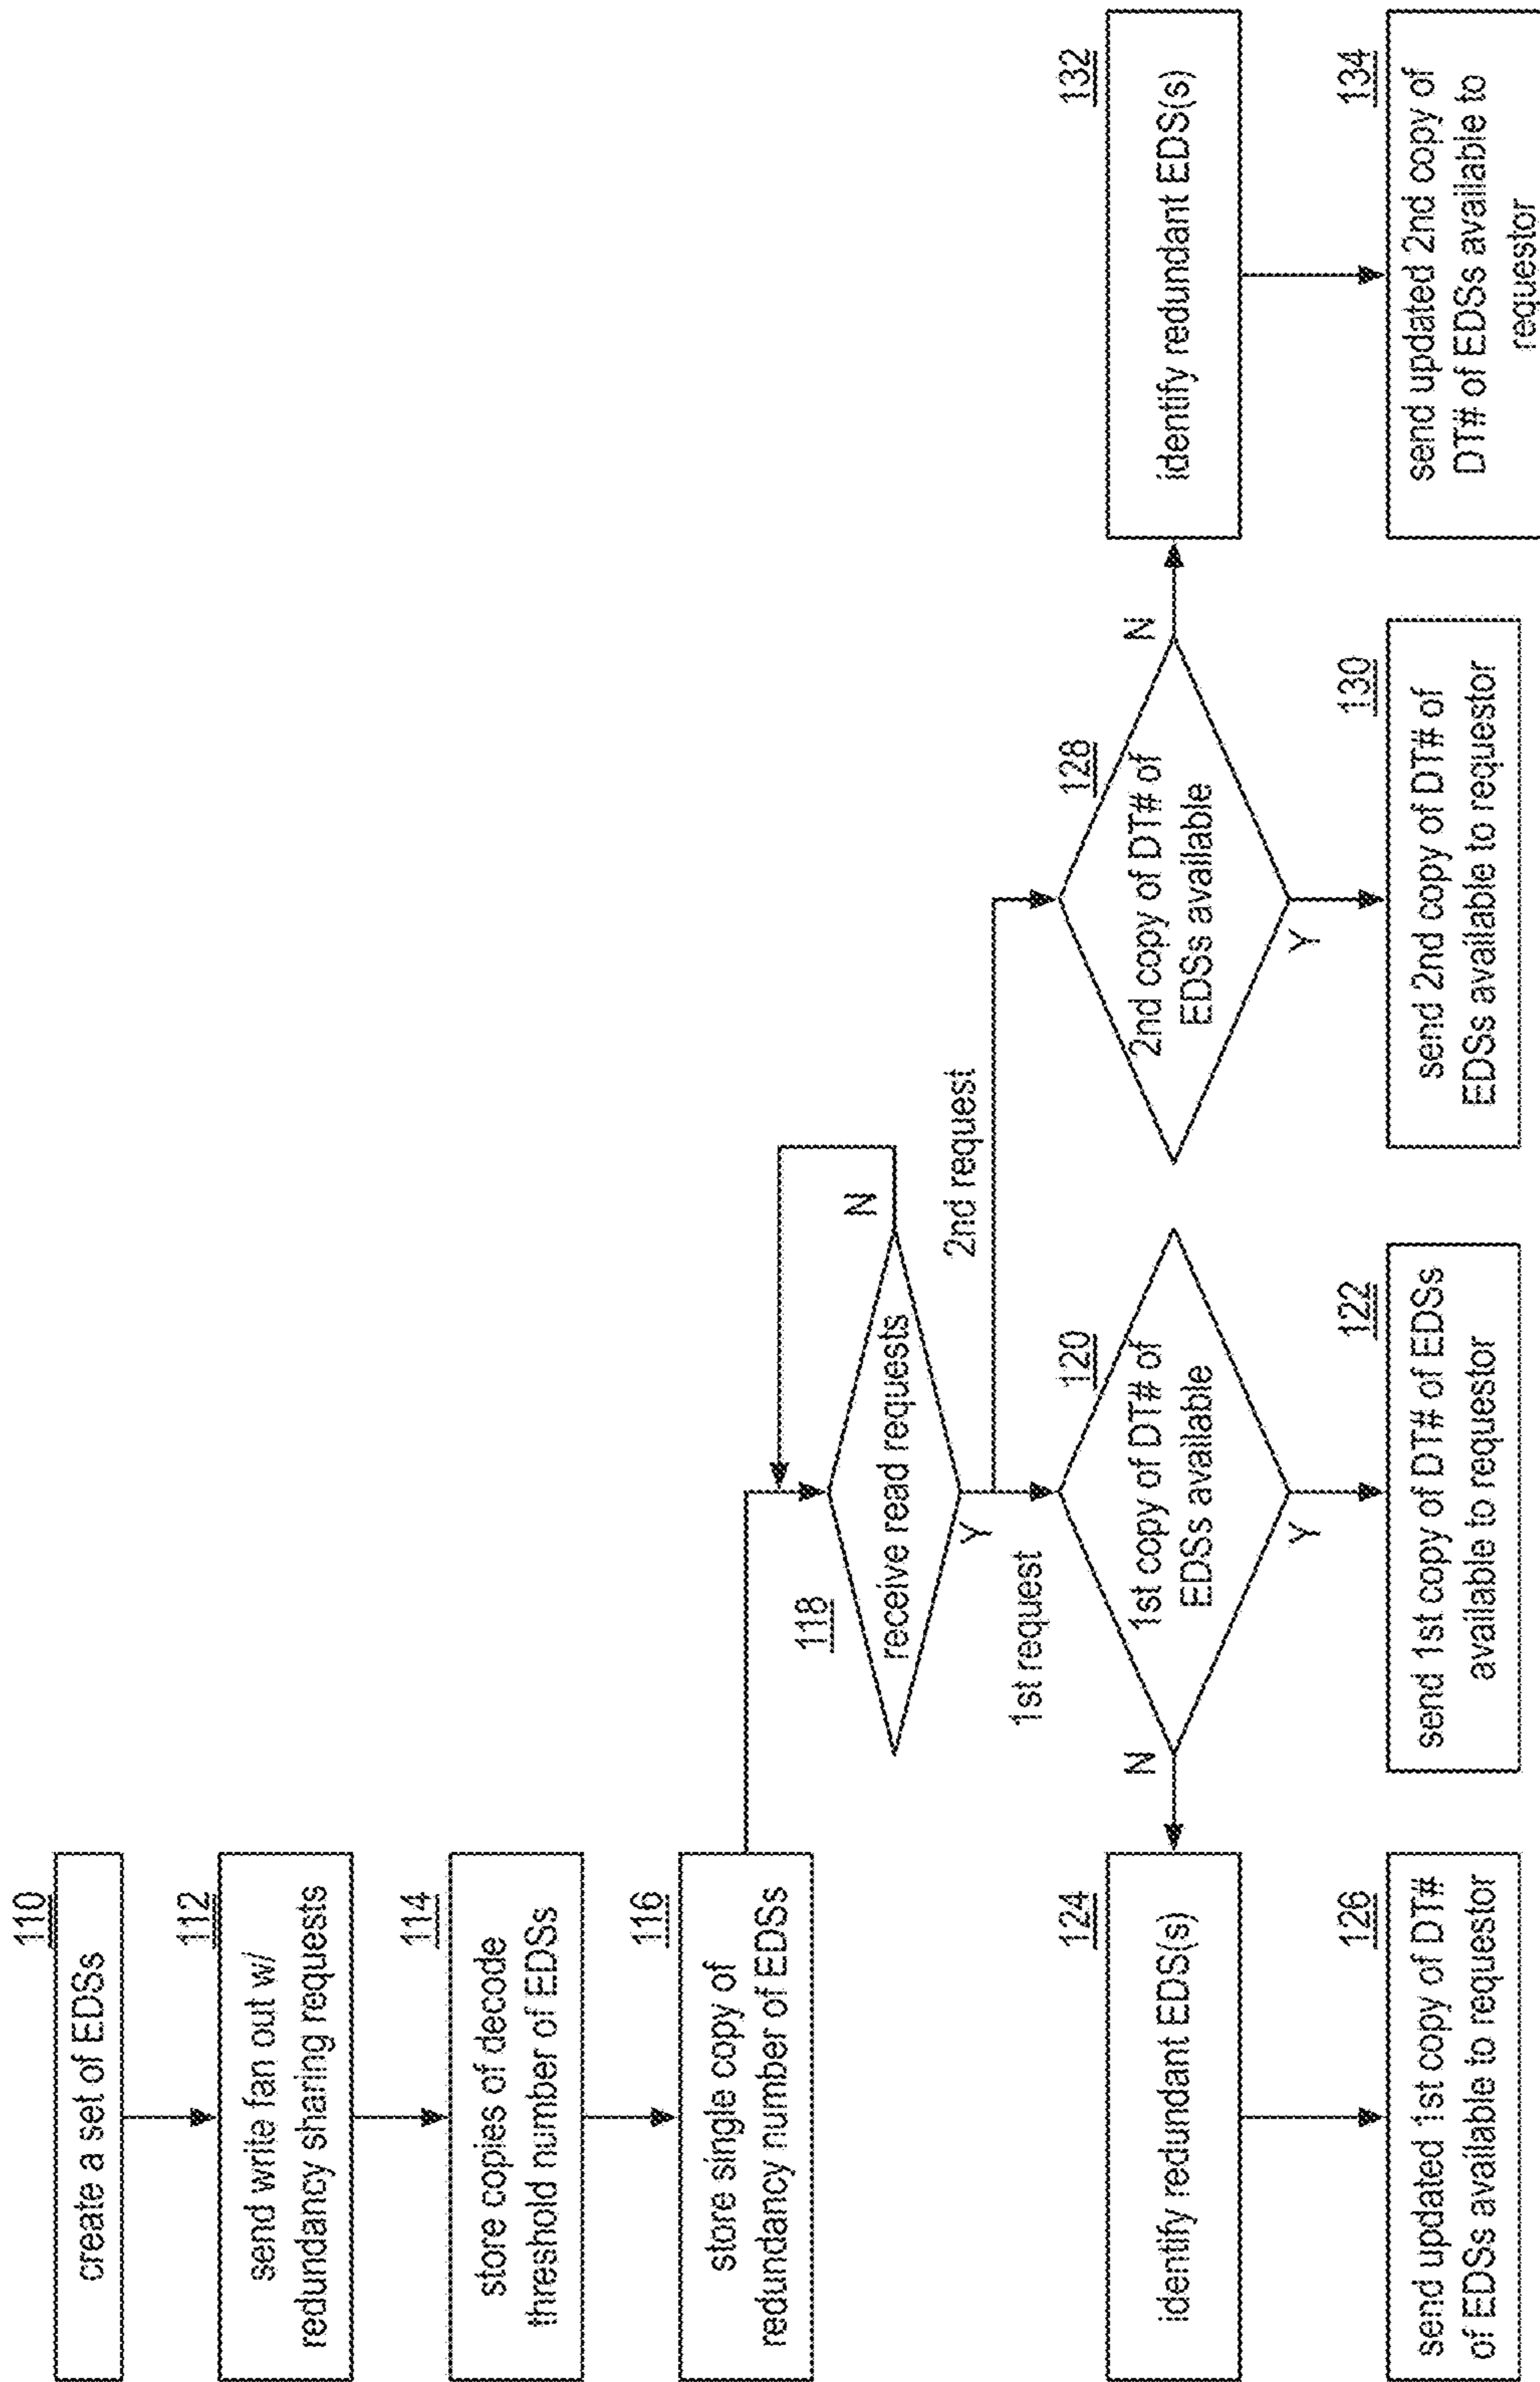 110
create a set of EDSs
112
send write fan out w/
redundancy sharing requests
114
store copies of decode
threshold number of EDSs
116
store single copy of
redundancy number of EDSs
118
receive read requests
N
Y
1st request
2nd request
120
1st copy of DT# of
EDSs available
N
Y
122
send 1st copy of DT# of EDSs
available to requestor
124
identify redundant EDS(s)
126
send updated 1st copy of DT#
of EDSs available to requestor
128
2nd copy of DT# of
EDSs available
N
Y
130
send 2nd copy of DT# of
EDSs available to requestor
132
identify redundant EDS(s)
134
send updated 2nd copy of
DT# of EDSs available to
requestor